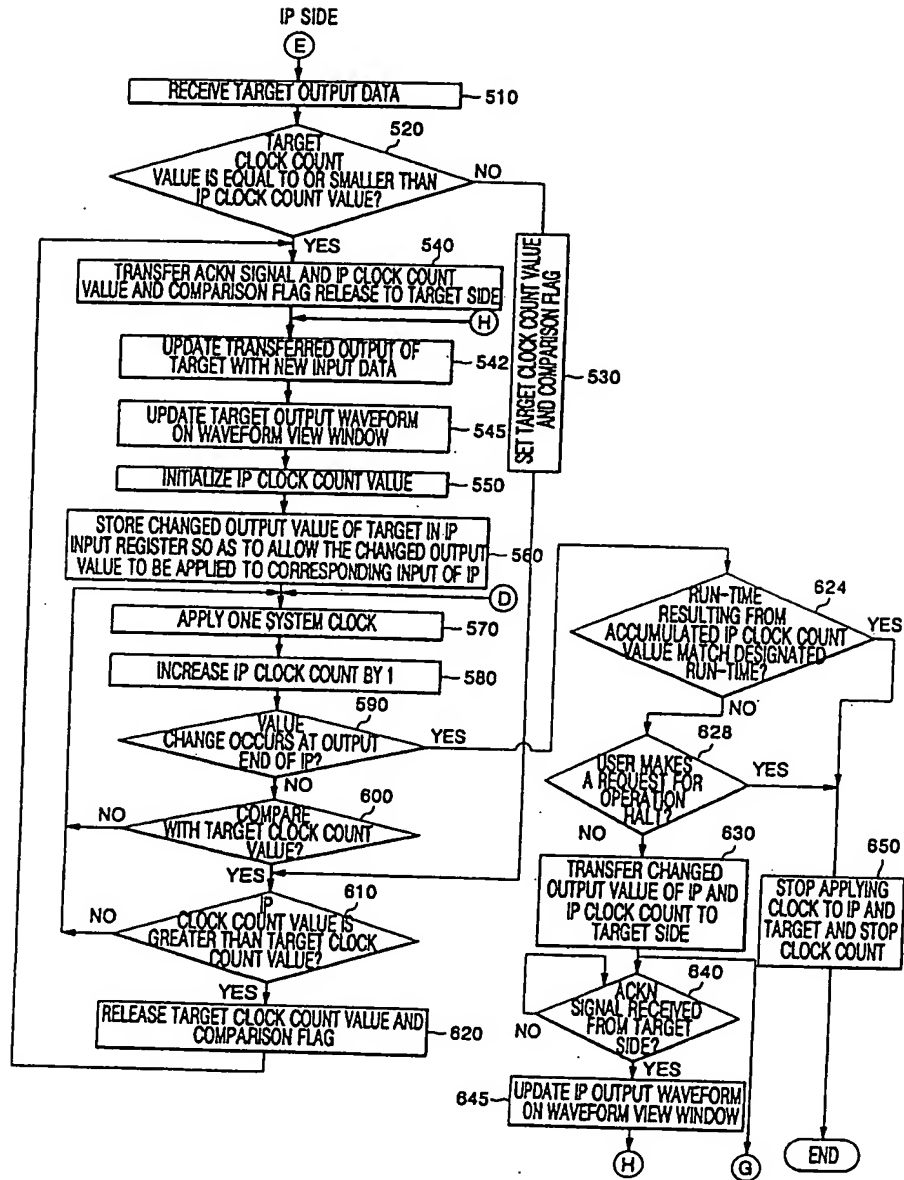 IP SIDE
E
RECEIVE TARGET OUTPUT DATA
510
520
TARGET
CLOCK COUNT
VALUE IS EQUAL TO OR SMALLER THAN
IP CLOCK COUNT VALUE?
NO
YES
540
TRANSFER ACKN SIGNAL AND IP CLOCK COUNT
VALUE AND COMPARISON FLAG RELEASE TO TARGET SIDE
H
SET TARGET CLOCK COUNT VALUE
AND COMPARISON FLAG
530
UPDATE TRANSFERRED OUTPUT OF
TARGET WITH NEW INPUT DATA
542
UPDATE TARGET OUTPUT WAVEFORM
ON WAVEFORM VIEW WINDOW
545
INITIALIZE IP CLOCK COUNT VALUE
550
STORE CHANGED OUTPUT VALUE OF TARGET IN IP
INPUT REGISTER SO AS TO ALLOW THE CHANGED OUTPUT
VALUE TO BE APPLIED TO CORRESPONDING INPUT OF IP
560
D
APPLY ONE SYSTEM CLOCK
570
INCREASE IP CLOCK COUNT BY 1
580
590
VALUE
CHANGE OCCURS AT OUTPUT
END OF IP?
YES
NO
600
COMPARE
WITH TARGET CLOCK COUNT
VALUE?
NO
YES
610
IP
CLOCK COUNT VALUE IS
GREATER THAN TARGET CLOCK
COUNT VALUE?
NO
YES
RELEASE TARGET CLOCK COUNT VALUE AND
COMPARISON FLAG
620
624
RUN-TIME
RESULTING FROM
ACCUMULATED IP CLOCK COUNT
VALUE MATCH DESIGNATED
RUN-TIME?
YES
NO
628
USER MAKES
A REQUEST FOR
OPERATION
HALT?
YES
NO
630
TRANSFER CHANGED
OUTPUT VALUE OF IP AND
IP CLOCK COUNT TO
TARGET SIDE
650
STOP APPLYING
CLOCK TO IP AND
TARGET AND STOP
CLOCK COUNT
640
ACKN
SIGNAL RECEIVED
FROM TARGET
SIDE?
NO
YES
645
UPDATE IP OUTPUT WAVEFORM
ON WAVEFORM VIEW WINDOW
H
G
END